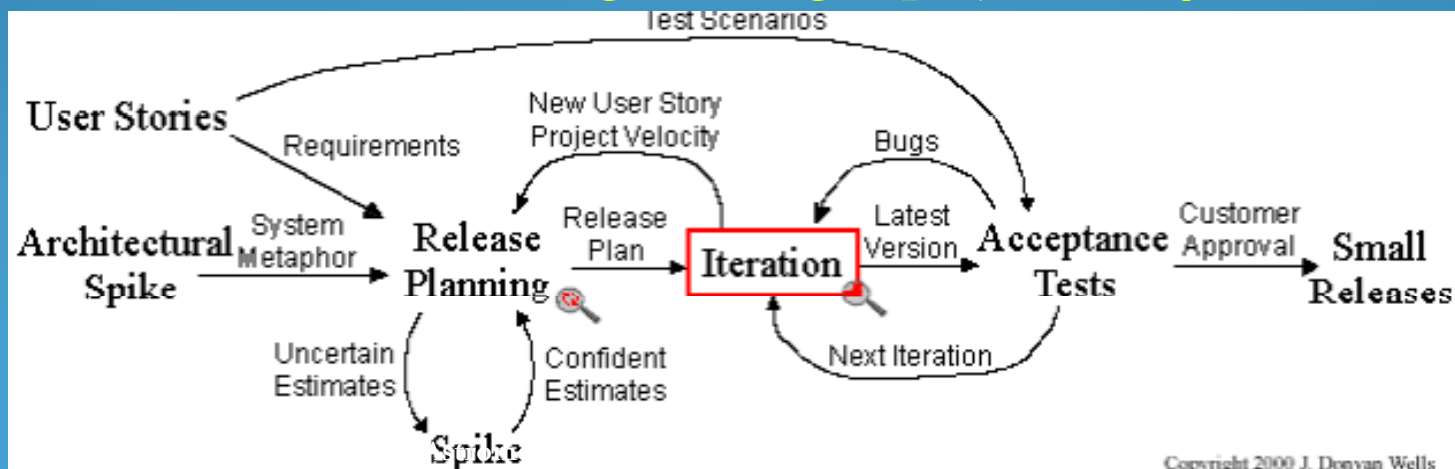 Test Scenarios
User Stories
New User Story
Project Velocity
Bugs
Requirements
Architectural
Spike
System
Metaphor
Release
Planning
Release
Plan
Iteration
Latest
Version
Acceptance
Tests
Customer
Approval
Small
Releases
Uncertain
Estimates
Confident
Estimates
Next Iteration
Spike
Copyright 2000 J. Donvan Wells